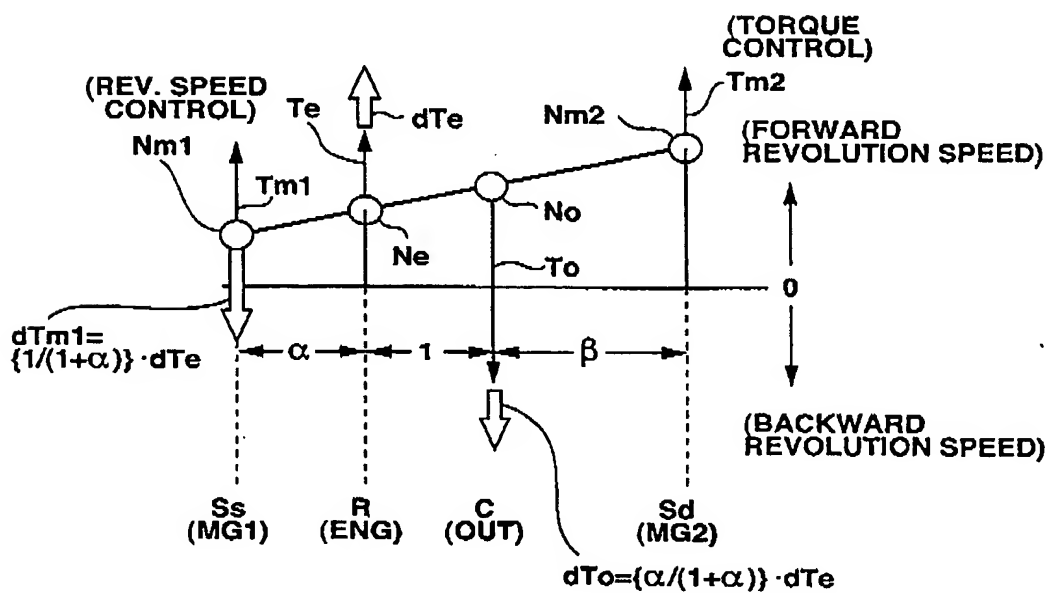 (TORQUE
CONTROL)
(REV. SPEED
CONTROL)
Te
dTe
Tm2
Nm2
(FORWARD
REVOLUTION SPEED)
Nm1
Tm1
No
Ne
To
0
dTm1=
{1/(1+α)}·dTe
α
1
β
(BACKWARD
REVOLUTION SPEED)
Ss
(MG1)
R
(ENG)
C
(OUT)
Sd
(MG2)
dTo={α/(1+α)}·dTe